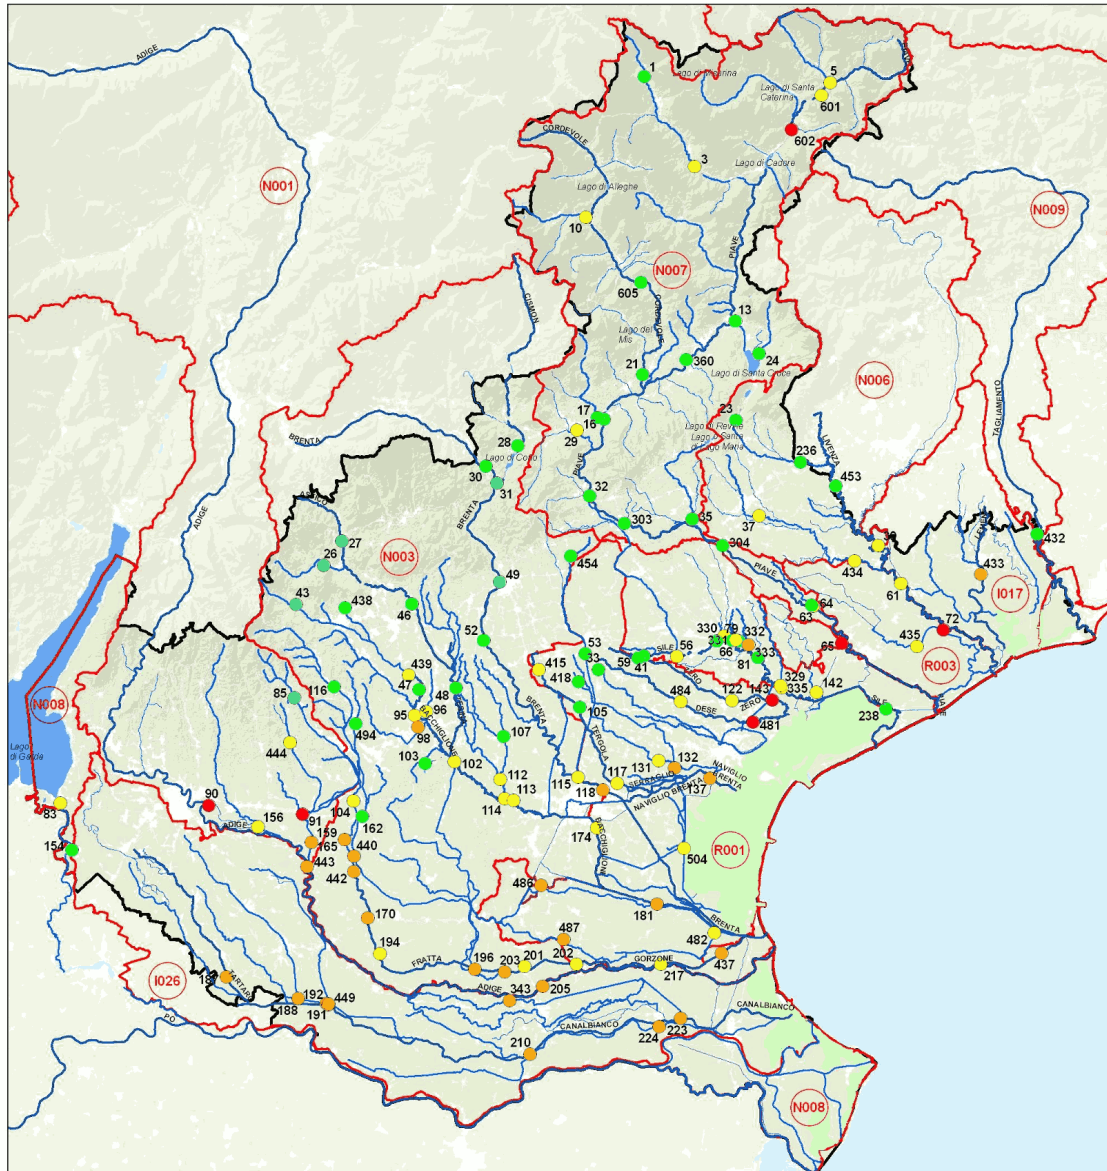 ADIGE
1
Lago di Misurina
5
Lago di Santa
Caterina
PIAVE
601
602
CORDEVOLE
N001
3
Lago di Cadore
Lago di Allegne
N009
10
PIAVE
N007
605
CISMON
CORDEVOLE
13
Lago del
Mis
360
24
21
Lago di Santa Croce
N006
TAGLIAMENTO
17
16
23
29
Lago di Revine
Lago di Santa
LIVENZA
BRENTA
28
Lago di Corlo
236
30
PIAVE
453
31
32
ASTICO
BRENTA
303
35
37
ADIGE
27
N003
304
432
26
454
434
433
PIAVE
49
61
I017
43
438
46
64
63
72
330
79
332
52
53
331
66
65
435
SILE
56
333
R003
415
33
59
41
81
439
418
ZERO
47
48
329
116
85
484
122
143
335
142
N008
96
BRENTA
DESE
ZERO
95
105
SILE
BACCHIGLIONE
238
494
98
107
481
TERGOLA
444
Lago
di Garda
103
102
131
132
NAVIGLIO
BRENTA
112
115
117
SERRAGLIO
90
113
118
NAVIGLIO BRENTA
137
83
104
114
91
ADIGE
156
162
174
159
BACCHIGLIONE
165
440
R001
154
504
443
442
486
170
181
BRENTA
487
482
194
201
202
GORZONE
FRATTA
196
203
217
437
I026
TARTARO
205
ADIGE
192
343
188
449
191
CANALBIANCO
PO
CANALBIANCO
223
224
210
N008